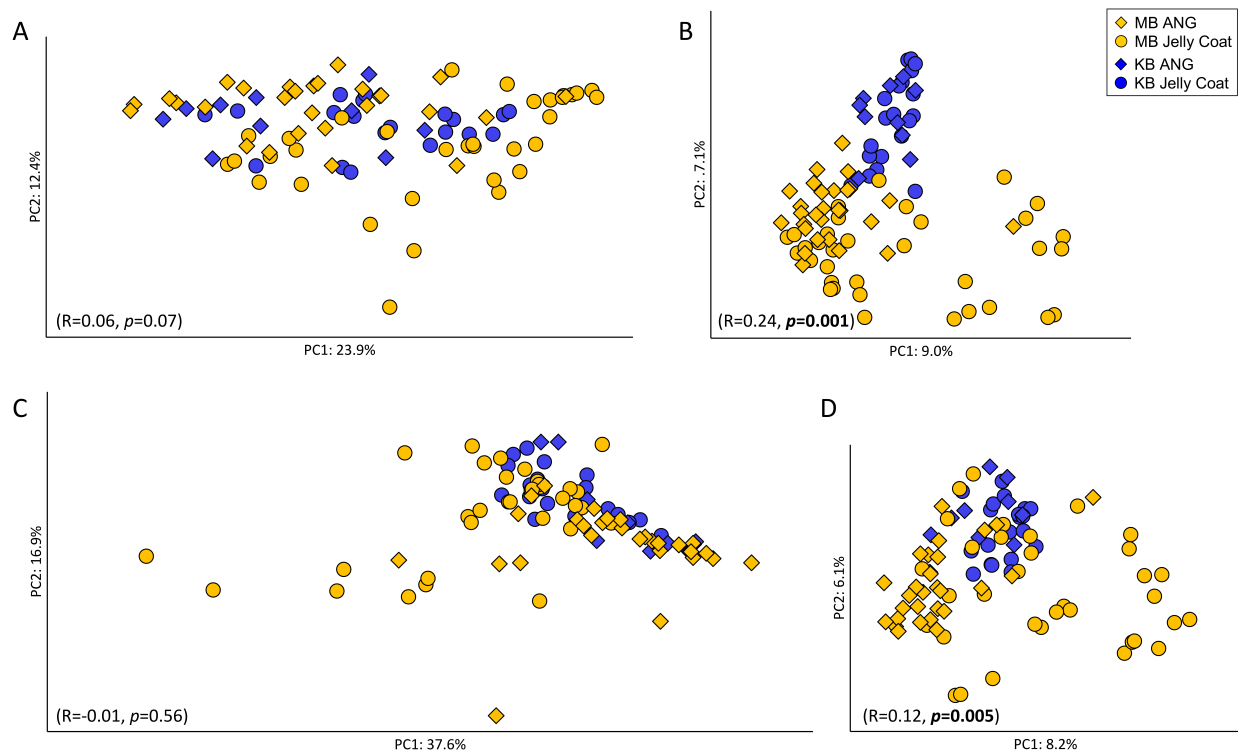 A
PC2: 12.4%
(R=0.06, p=0.07)
PC1: 23.9%
B
MB ANG
MB Jelly Coat
KB ANG
KB Jelly Coat
PC2: .7.1%
(R=0.24, p=0.001)
PC1: 9.0%
C
PC2: 16.9%
(R=-0.01, p=0.56)
PC1: 37.6%
D
PC2: 6.1%
(R=0.12, p=0.005)
PC1: 8.2%